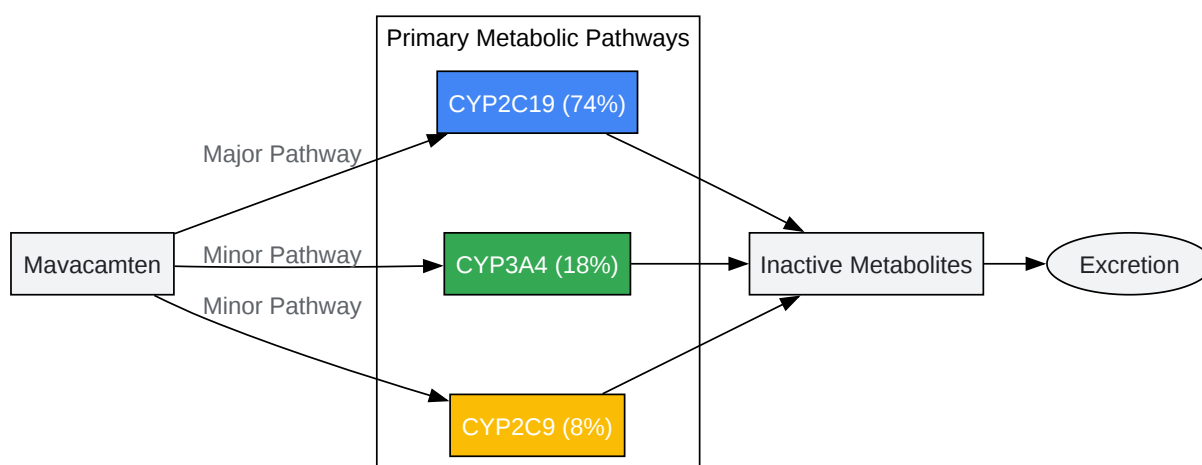 Primary Metabolic Pathways
CYP2C19 (74%)
Major Pathway
Mavacamten
Minor Pathway
CYP3A4 (18%)
Inactive Metabolites
Excretion
Minor Pathway
CYP2C9 (8%)